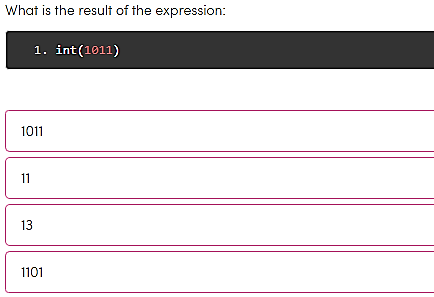 What is the result of the expression:
1. int(1011)
1011
11
13
1101